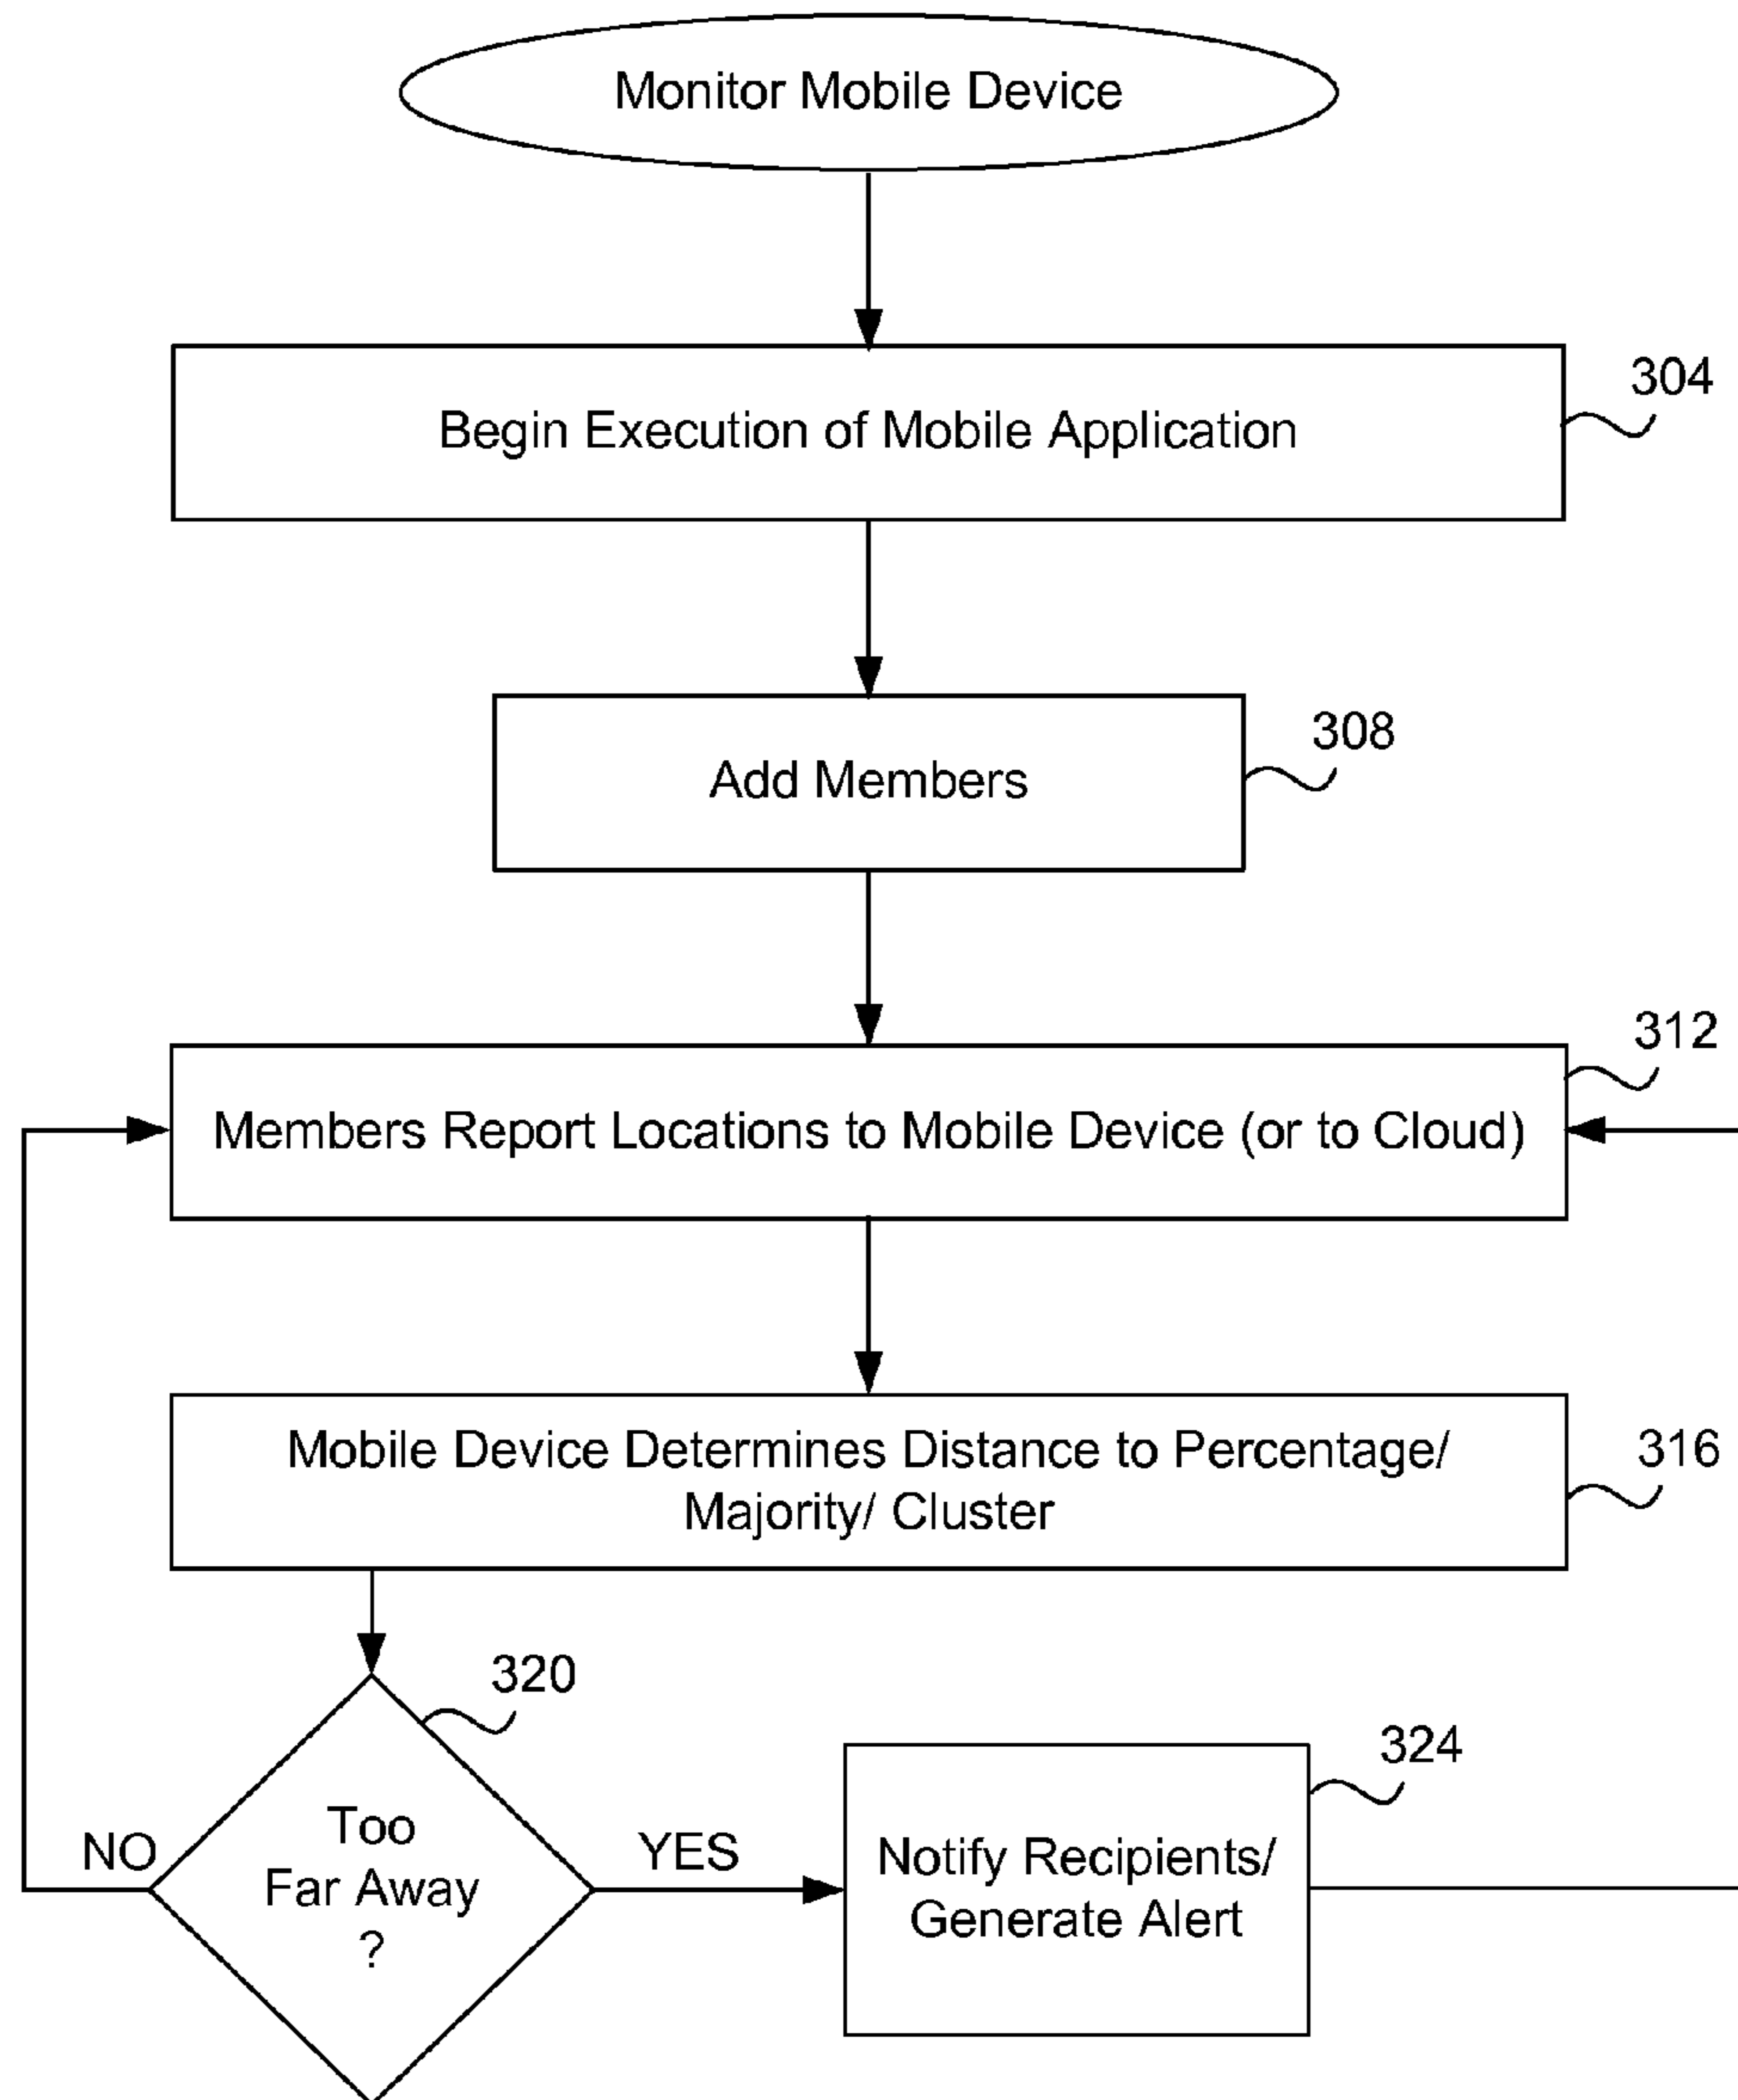 Monitor Mobile Device
304
Begin Execution of Mobile Application
308
Add Members
312
Members Report Locations to Mobile Device (or to Cloud)
316
Mobile Device Determines Distance to Percentage/
Majority/ Cluster
320
Too
Far Away
?
NO
YES
324
Notify Recipients/
Generate Alert